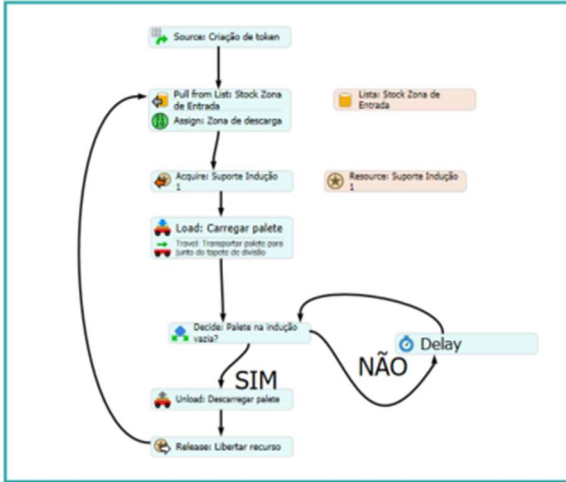 Source: Criação de token
Pull from List: Stock Zona
de Entrada
Assign: Zona de descarga
Lista: Stock Zona de
Entrada
Acquire: Suporte Indução
1
Resource: Suporte Indução
1
Load: Carregar palete
Travel: Transportar palete para
junto do tapete de divisão
Decide: Palete na indução
vazia?
Delay
NÃO
SIM
Unload: Descarregar palete
Release: Libertar recurso